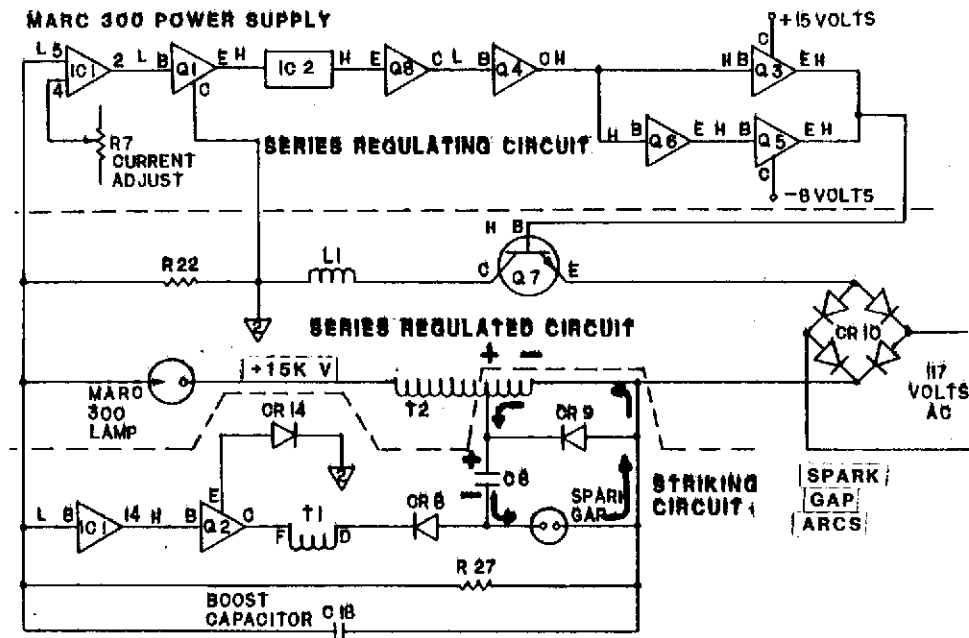 MARC 300 POWER SUPPLY
+15 VOLTS
L 5 IC1 2 L B Q1 E H IC 2 H E Q8 C L B Q4 C H H B Q3 E H
C
4
C
R7
CURRENT
ADJUST
SERIES REGULATING CIRCUIT
H B Q6 E H B Q5 E H
C
-8 VOLTS
H B
R 22
L1
C Q7 E
2
SERIES REGULATED CIRCUIT
CR 10
+ -
+15K V
117
VOLTS
AC
MARC
300
LAMP
T2
CR 14
CR 9
2
+
C8
-
E
SPARK
GAP
STRIKING
CIRCUIT
SPARK
GAP
ARCS
L 8 IC1 14 H B Q2 C
T1
F D
CR 8
R 27
BOOST
CAPACITOR C 18